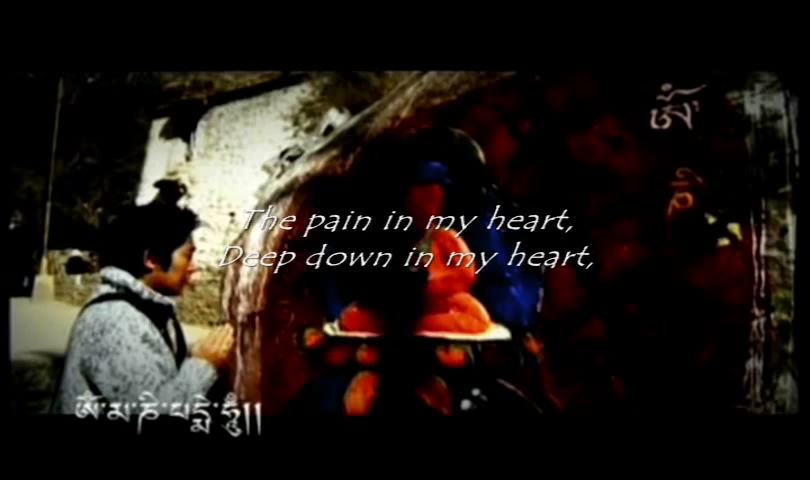 ཨོཾ
ཎི
The pain in my heart,
Deep down in my heart,
ཨོཾ་མ་ཎི་པདྨེ་ཧཱུྃ།།